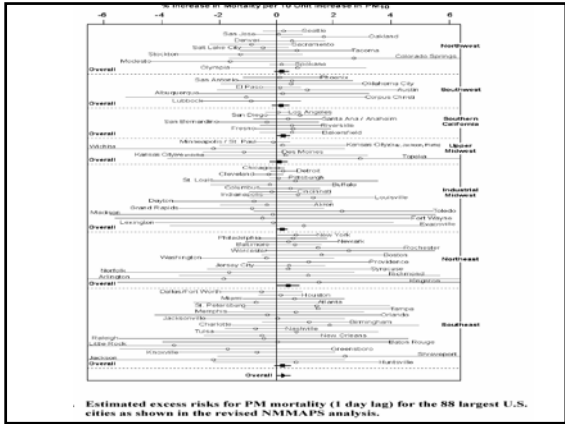 % Increase in Mortality per 10 Unit Increase in PM10
-6 -4 -2 0 2 4 6
Seattle
San Jose
Oakland
Denver
Sacramento
Northwest
Salt Lake City
Tacoma
Stockton
Colorado Springs
Modesto
Spokane
Olympia
Overall
Phoenix
San Antonio
Oklahoma City
Southwest
El Paso
Austin
Albuquerque
Corpus Christi
Lubbock
Overall
Los Angeles
San Diego
Santa Ana / Anaheim
Southern
San Bernardino
Riverside
California
Fresno
Bakersfield
Overall
Minneapolis / St. Paul
Upper
Wichita
Kansas City
Midwest
Des Moines
Kansas City
Topeka
Overall
Chicago
Cleveland
Detroit
Pittsburgh
St. Louis
Buffalo
Columbus
Cincinnati
Industrial
Indianapolis
Louisville
Midwest
Dayton
Akron
Grand Rapids
Toledo
Madison
Fort Wayne
Lexington
Evansville
Overall
New York
Philadelphia
Newark
Baltimore
Rochester
Northeast
Worcester
Boston
Washington
Providence
Jersey City
Syracuse
Norfolk
Richmond
Arlington
Kingston
Overall
Dallas/Fort Worth
Houston
Miami
Atlanta
St. Petersburg
Tampa
Memphis
Orlando
Jacksonville
Birmingham
Southeast
Charlotte
Nashville
Tulsa
New Orleans
Raleigh
Baton Rouge
Little Rock
Greensboro
Knoxville
Shreveport
Jackson
Huntsville
Overall
Overall
. Estimated excess risks for PM mortality (1 day lag) for the 88 largest U.S.
cities as shown in the revised NMMAPS analysis.